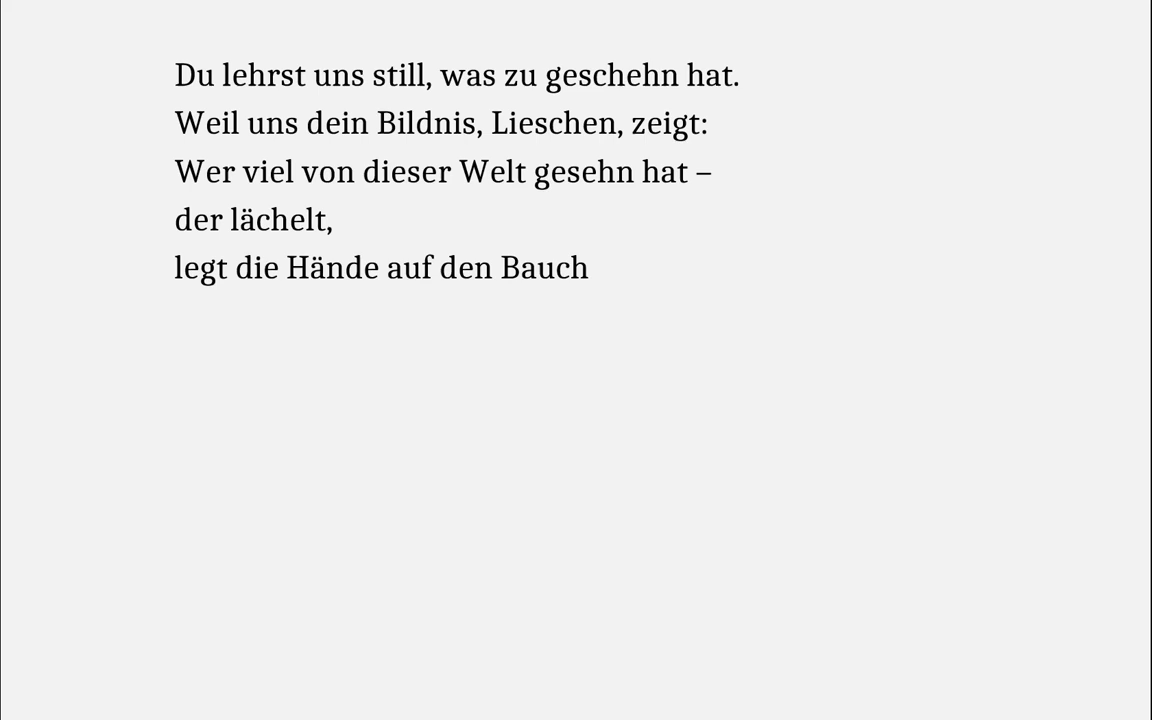 Du lehrst uns still, was zu geschehn hat.
Weil uns dein Bildnis, Lieschen, zeigt:
Wer viel von dieser Welt gesehn hat –
der lächelt,
legt die Hände auf den Bauch